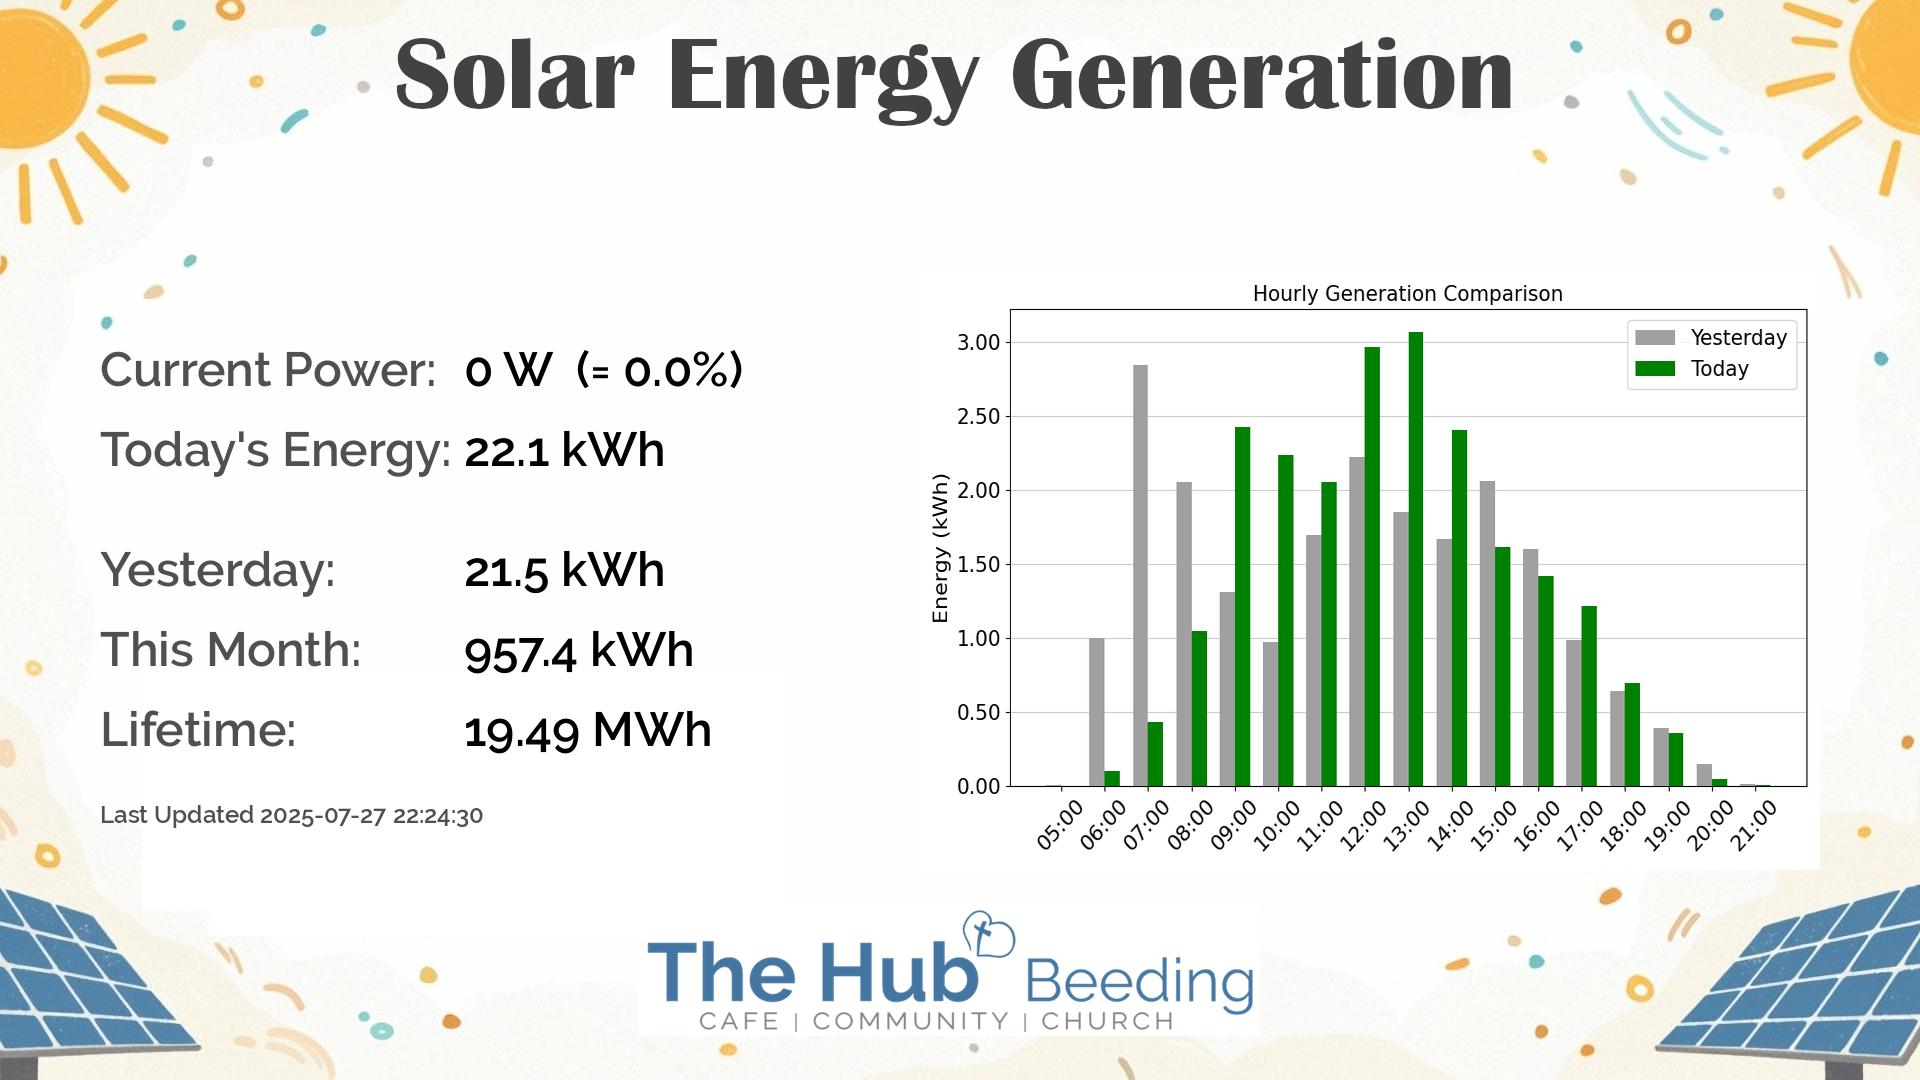 Solar Energy Generation
Current Power: 0 W (= 0.0%)
Today's Energy: 22.1 kWh
Yesterday: 21.5 kWh
This Month: 957.4 kWh
Lifetime: 19.49 MWh
Last Updated 2025-07-27 22:24:30
Hourly Generation Comparison
Yesterday
Today
Energy (kWh)
3.00
2.50
2.00
1.50
1.00
0.50
0.00
05:00 06:00 07:00 08:00 09:00 10:00 11:00 12:00 13:00 14:00 15:00 16:00 17:00 18:00 19:00 20:00 21:00
The Hub Beeding
CAFE | COMMUNITY | CHURCH